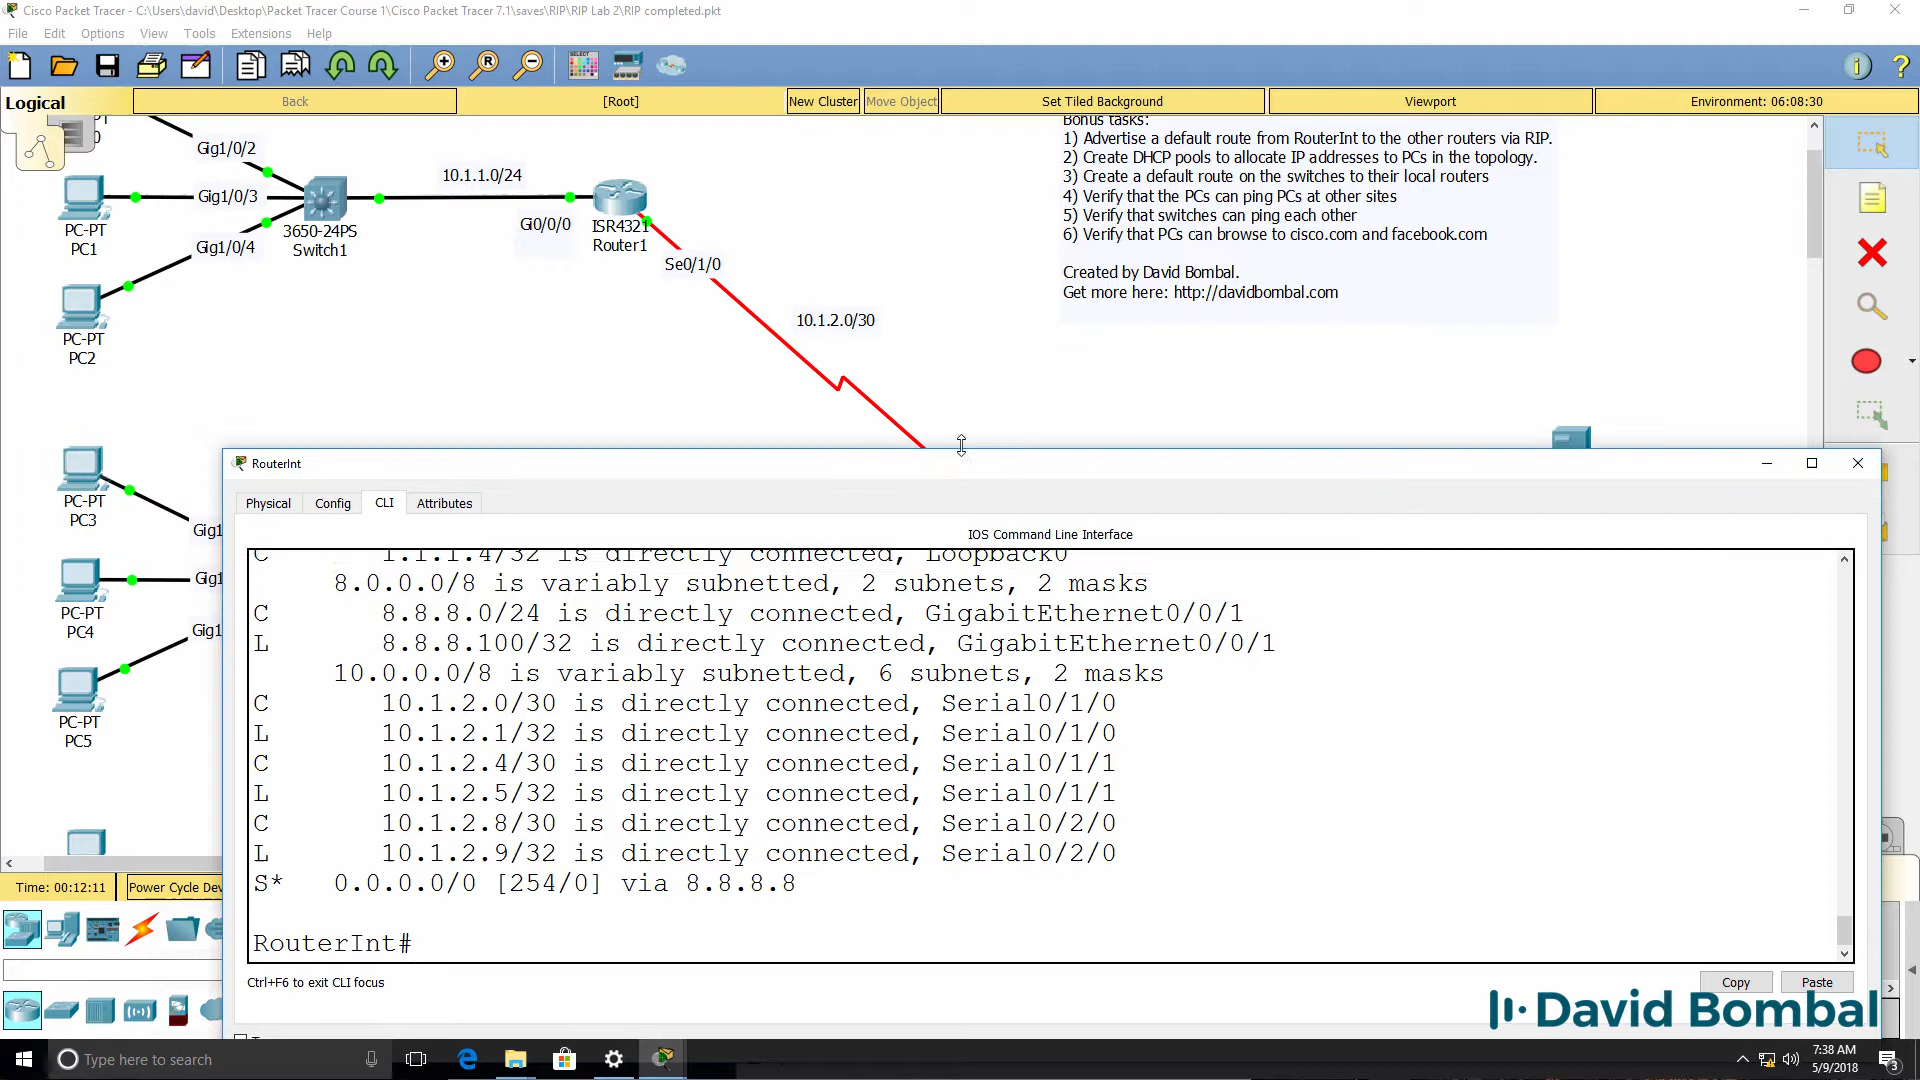 Cisco Packet Tracer - C:\Users\david\Desktop\Packet Tracer Course 1\Cisco Packet Tracer 7.1\saves\RIP\RIP Lab 2\RIP completed.pkt
File Edit Options View Tools Extensions Help
Logical Back [Root] New Cluster Move Object Set Tiled Background Viewport Environment: 06:08:30
Bonus tasks:
1) Advertise a default route from RouterInt to the other routers via RIP.
2) Create DHCP pools to allocate IP addresses to PCs in the topology.
3) Create a default route on the switches to their local routers
4) Verify that the PCs can ping PCs at other sites
5) Verify that switches can ping each other
6) Verify that PCs can browse to cisco.com and facebook.com
Created by David Bombal.
Get more here: http://davidbombal.com
Gig1/0/2
10.1.1.0/24
Gig1/0/3
PC-PT
PC1
3650-24PS
Switch1
Gi0/0/0
ISR4321
Router1
Gig1/0/4
Se0/1/0
10.1.2.0/30
PC-PT
PC2
PC-PT
PC3
Gig1
PC-PT
PC4
Gig1
Gig1
PC-PT
PC5
RouterInt
Physical Config CLI Attributes
IOS Command Line Interface
C 1.1.1.4/32 is directly connected, Loopback0
8.0.0.0/8 is variably subnetted, 2 subnets, 2 masks
C 8.8.8.0/24 is directly connected, GigabitEthernet0/0/1
L 8.8.8.100/32 is directly connected, GigabitEthernet0/0/1
10.0.0.0/8 is variably subnetted, 6 subnets, 2 masks
C 10.1.2.0/30 is directly connected, Serial0/1/0
L 10.1.2.1/32 is directly connected, Serial0/1/0
C 10.1.2.4/30 is directly connected, Serial0/1/1
L 10.1.2.5/32 is directly connected, Serial0/1/1
C 10.1.2.8/30 is directly connected, Serial0/2/0
L 10.1.2.9/32 is directly connected, Serial0/2/0
S* 0.0.0.0/0 [254/0] via 8.8.8.8
RouterInt#
Ctrl+F6 to exit CLI focus
Copy Paste
Time: 00:12:11 Power Cycle Dev
David Bombal
Type here to search
7:38 AM
5/9/2018
3